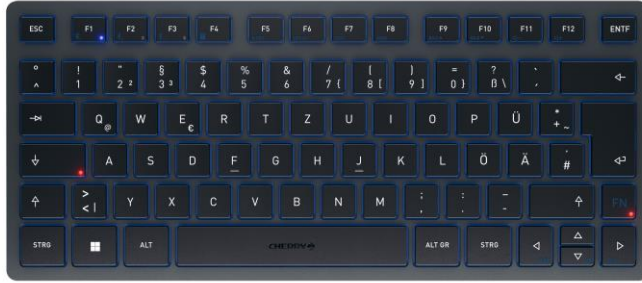 ESC F1 F2 F3 F4 F5 F6 F7 F8 F9 F10 F11 F12 ENTF
° ! " § $ % & / ( ) = ? `
^ 1 2 ² 3 ³ 4 5 6 7 { 8 [ 9 ] 0 } ß \ ´
Q @ W E € R T Z U I O P Ü * + ~
A S D F G H J K L Ö Ä ' #
> < | Y X C V B N M ; , : . _ - FN
STRG ALT CHERRY ALT GR STRG